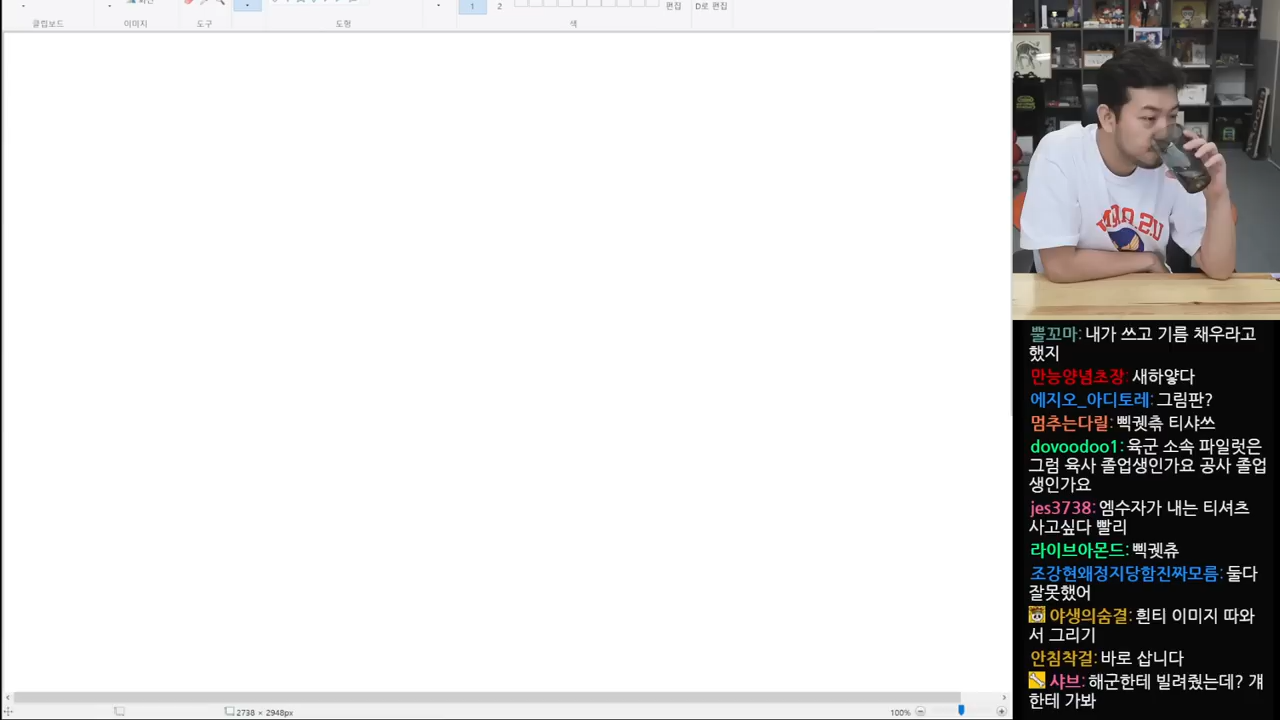 클립보드
이미지
도구
도형
1
2
색
편집
D로 편집
U.S. ARM
뿔꼬마: 내가 쓰고 기름 채우라고
했지
만능양념초장: 새하얗다
에지오_아디토레: 그림판?
멈추는다릴: 삑궷츆 티샤쓰
dovoodoo1: 육군 소속 파일럿은
그럼 육사 졸업생인가요 공사 졸업
생인가요
jes3738: 엠수자가 내는 티셔츠
사고싶다 빨리
라이브아몬드: 삑궷츄
조강현왜정지당함진짜모름: 둘다
잘못했어
야생의숨결: 흰티 이미지 따와
서 그리기
안침착걸: 바로 삽니다
샤브: 해군한테 빌려줬는데? 걔
한테 가봐
2738 × 2948px
100%